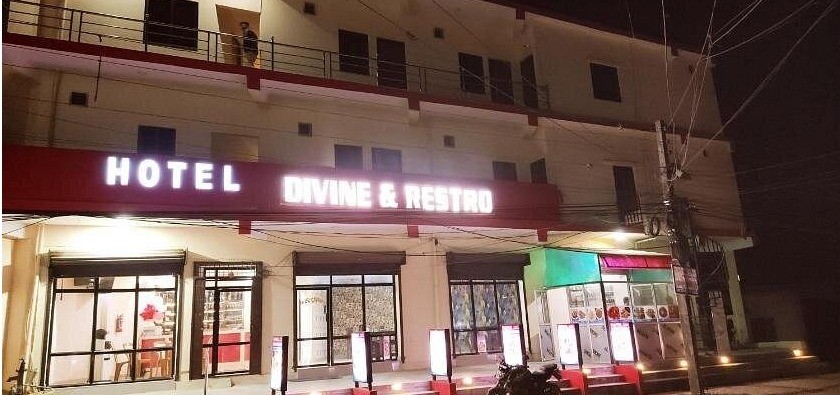 HOTEL DIVINE & RESTRO